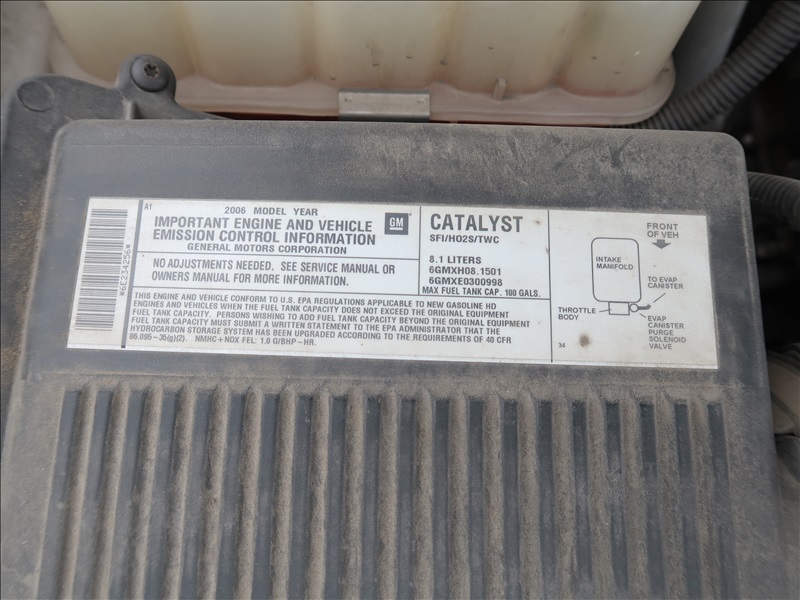 *6E234256*
A1
2006 MODEL YEAR
IMPORTANT ENGINE AND VEHICLE
EMISSION CONTROL INFORMATION
GENERAL MOTORS CORPORATION
GM
NO ADJUSTMENTS NEEDED. SEE SERVICE MANUAL OR
OWNERS MANUAL FOR MORE INFORMATION.
CATALYST
SFI/HO2S/TWC
8.1 LITERS
6GMXH08.1501
6GMXE0300998
MAX FUEL TANK CAP. 100 GALS.
THIS ENGINE AND VEHICLE CONFORM TO U.S. EPA REGULATIONS APPLICABLE TO NEW GASOLINE HD
ENGINES AND VEHICLES WHEN THE FUEL TANK CAPACITY DOES NOT EXCEED THE ORIGINAL EQUIPMENT
FUEL TANK CAPACITY. PERSONS WISHING TO ADD FUEL TANK CAPACITY BEYOND THE ORIGINAL EQUIPMENT
FUEL TANK CAPACITY MUST SUBMIT A WRITTEN STATEMENT TO THE EPA ADMINISTRATOR THAT THE
HYDROCARBON STORAGE SYSTEM HAS BEEN UPGRADED ACCORDING TO THE REQUIREMENTS OF 40 CFR
86.095-35(g)(2). NMHC+NOX FEL: 1.0 G/BHP-HR.
FRONT
OF VEH
INTAKE
MANIFOLD
TO EVAP
CANISTER
THROTTLE
BODY
EVAP
CANISTER
PURGE
SOLENOID
VALVE
34